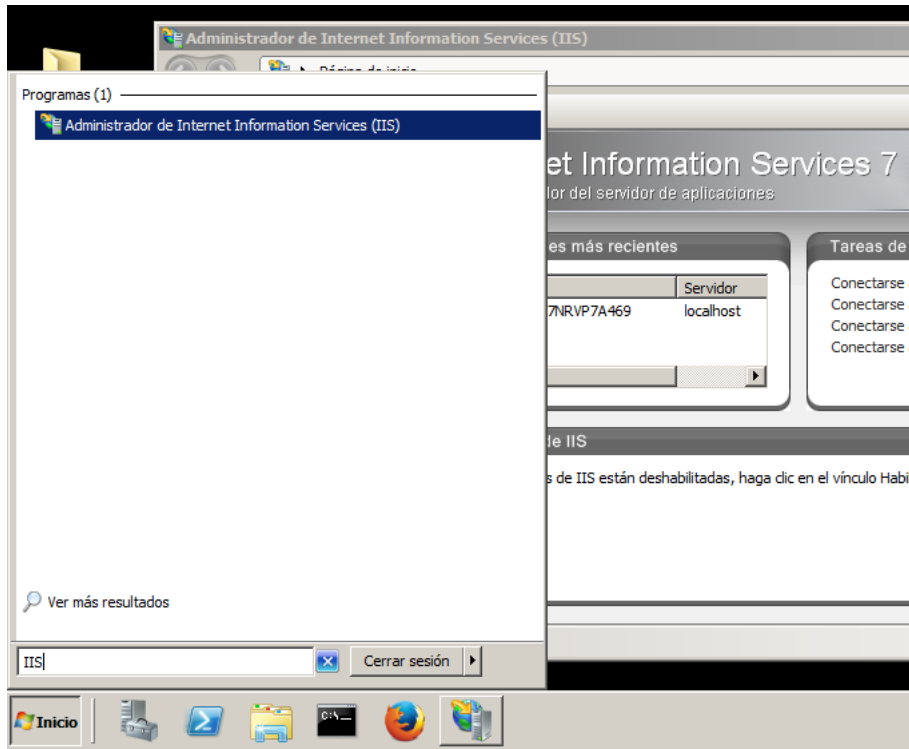 Administrador de Internet Information Services (IIS)
Programas (1)
Administrador de Internet Information Services (IIS)
et Information Services 7
del servidor de aplicaciones
es más recientes
Tareas de
Servidor
7NRVP7A469
localhost
Conectarse
Conectarse
Conectarse
Conectarse
de IIS
s de IIS están deshabilitadas, haga clic en el vínculo Habi
Ver más resultados
IIS
Cerrar sesión
Inicio
C:\_